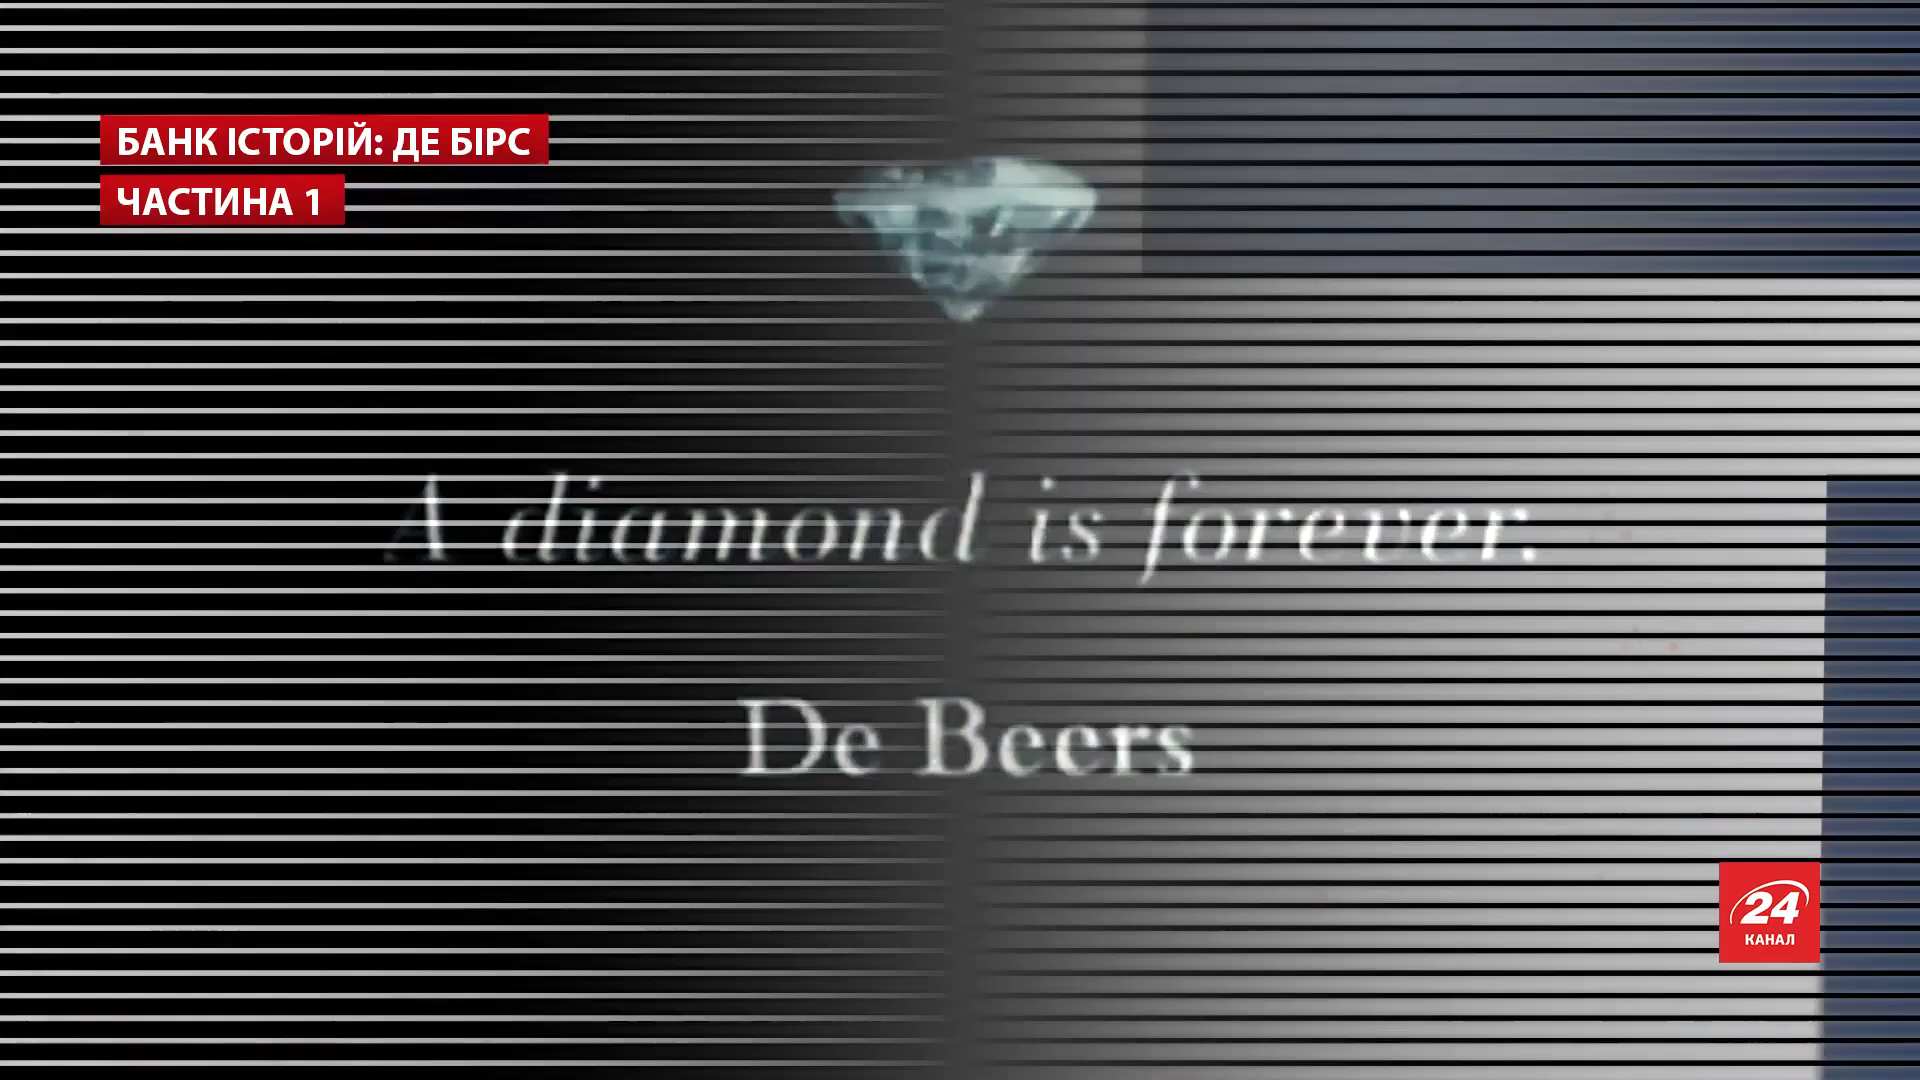 БАНК ІСТОРІЙ: ДЕ БІРС
ЧАСТИНА 1
A diamond is forever.
De Beers
24
КАНАЛ